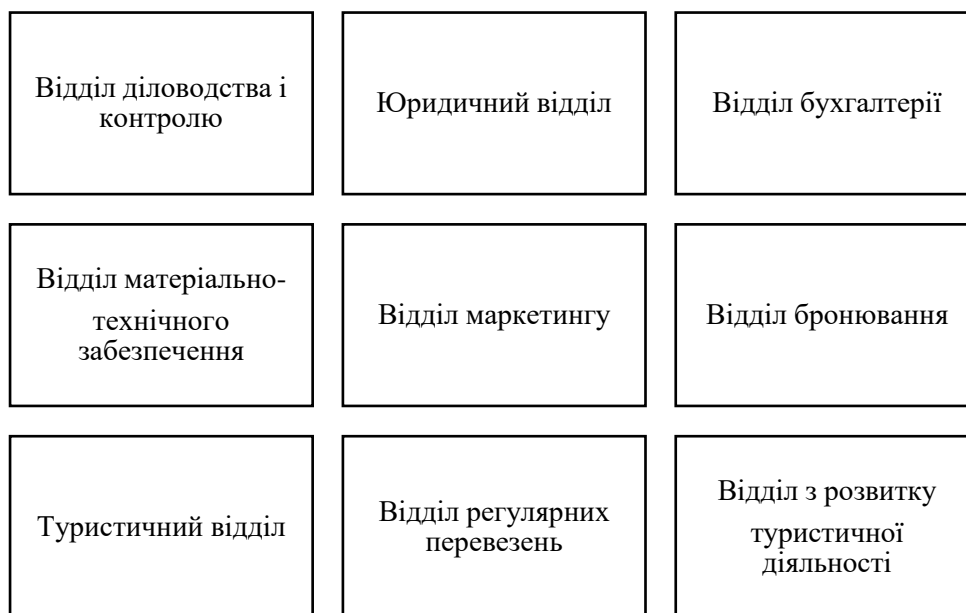 Відділ діловодства і
контролю
Юридичний відділ
Відділ бухгалтерії
Відділ матеріально-
технічного
забезпечення
Відділ маркетингу
Відділ бронювання
Туристичний відділ
Відділ регулярних
перевезень
Відділ з розвитку
туристичної
діяльності